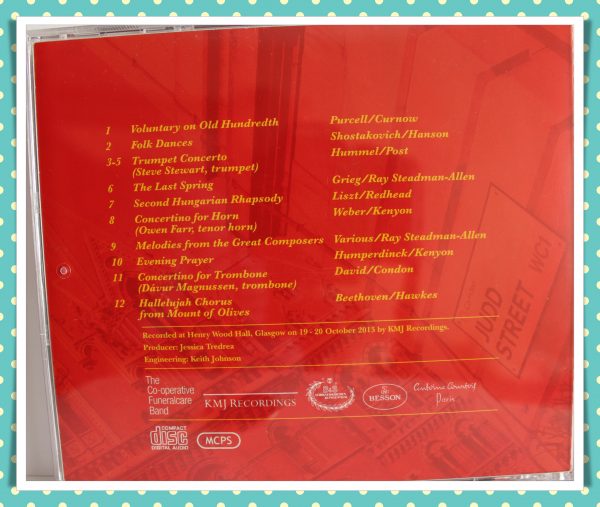 1 Voluntary on Old Hundredth Purcell/Curnow
2 Folk Dances Shostakovich/Hanson
3-5 Trumpet Concerto Hummel/Post
(Steve Stewart, trumpet)
6 The Last Spring Grieg/Ray Steadman-Allen
7 Second Hungarian Rhapsody Liszt/Redhead
8 Concertino for Horn Weber/Kenyon
(Owen Farr, tenor horn)
9 Melodies from the Great Composers Various/Ray Steadman-Allen
10 Evening Prayer Humperdinck/Kenyon
11 Concertino for Trombone David/Condon
(Dávur Magnussen, trombone)
12 Hallelujah Chorus Beethoven/Hawkes
from Mount of Olives
Recorded at Henry Wood Hall, Glasgow on 19 - 20 October 2013 by KMJ Recordings.
Producer: Jessica Tredrea
Engineering: Keith Johnson
JUDD
STREET WC1
The
Co-operative
Funeralcare
Band
KMJ RECORDINGS
BESSON
Antoine Courtois
Paris
COMPACT
disc
DIGITAL AUDIO
MCPS